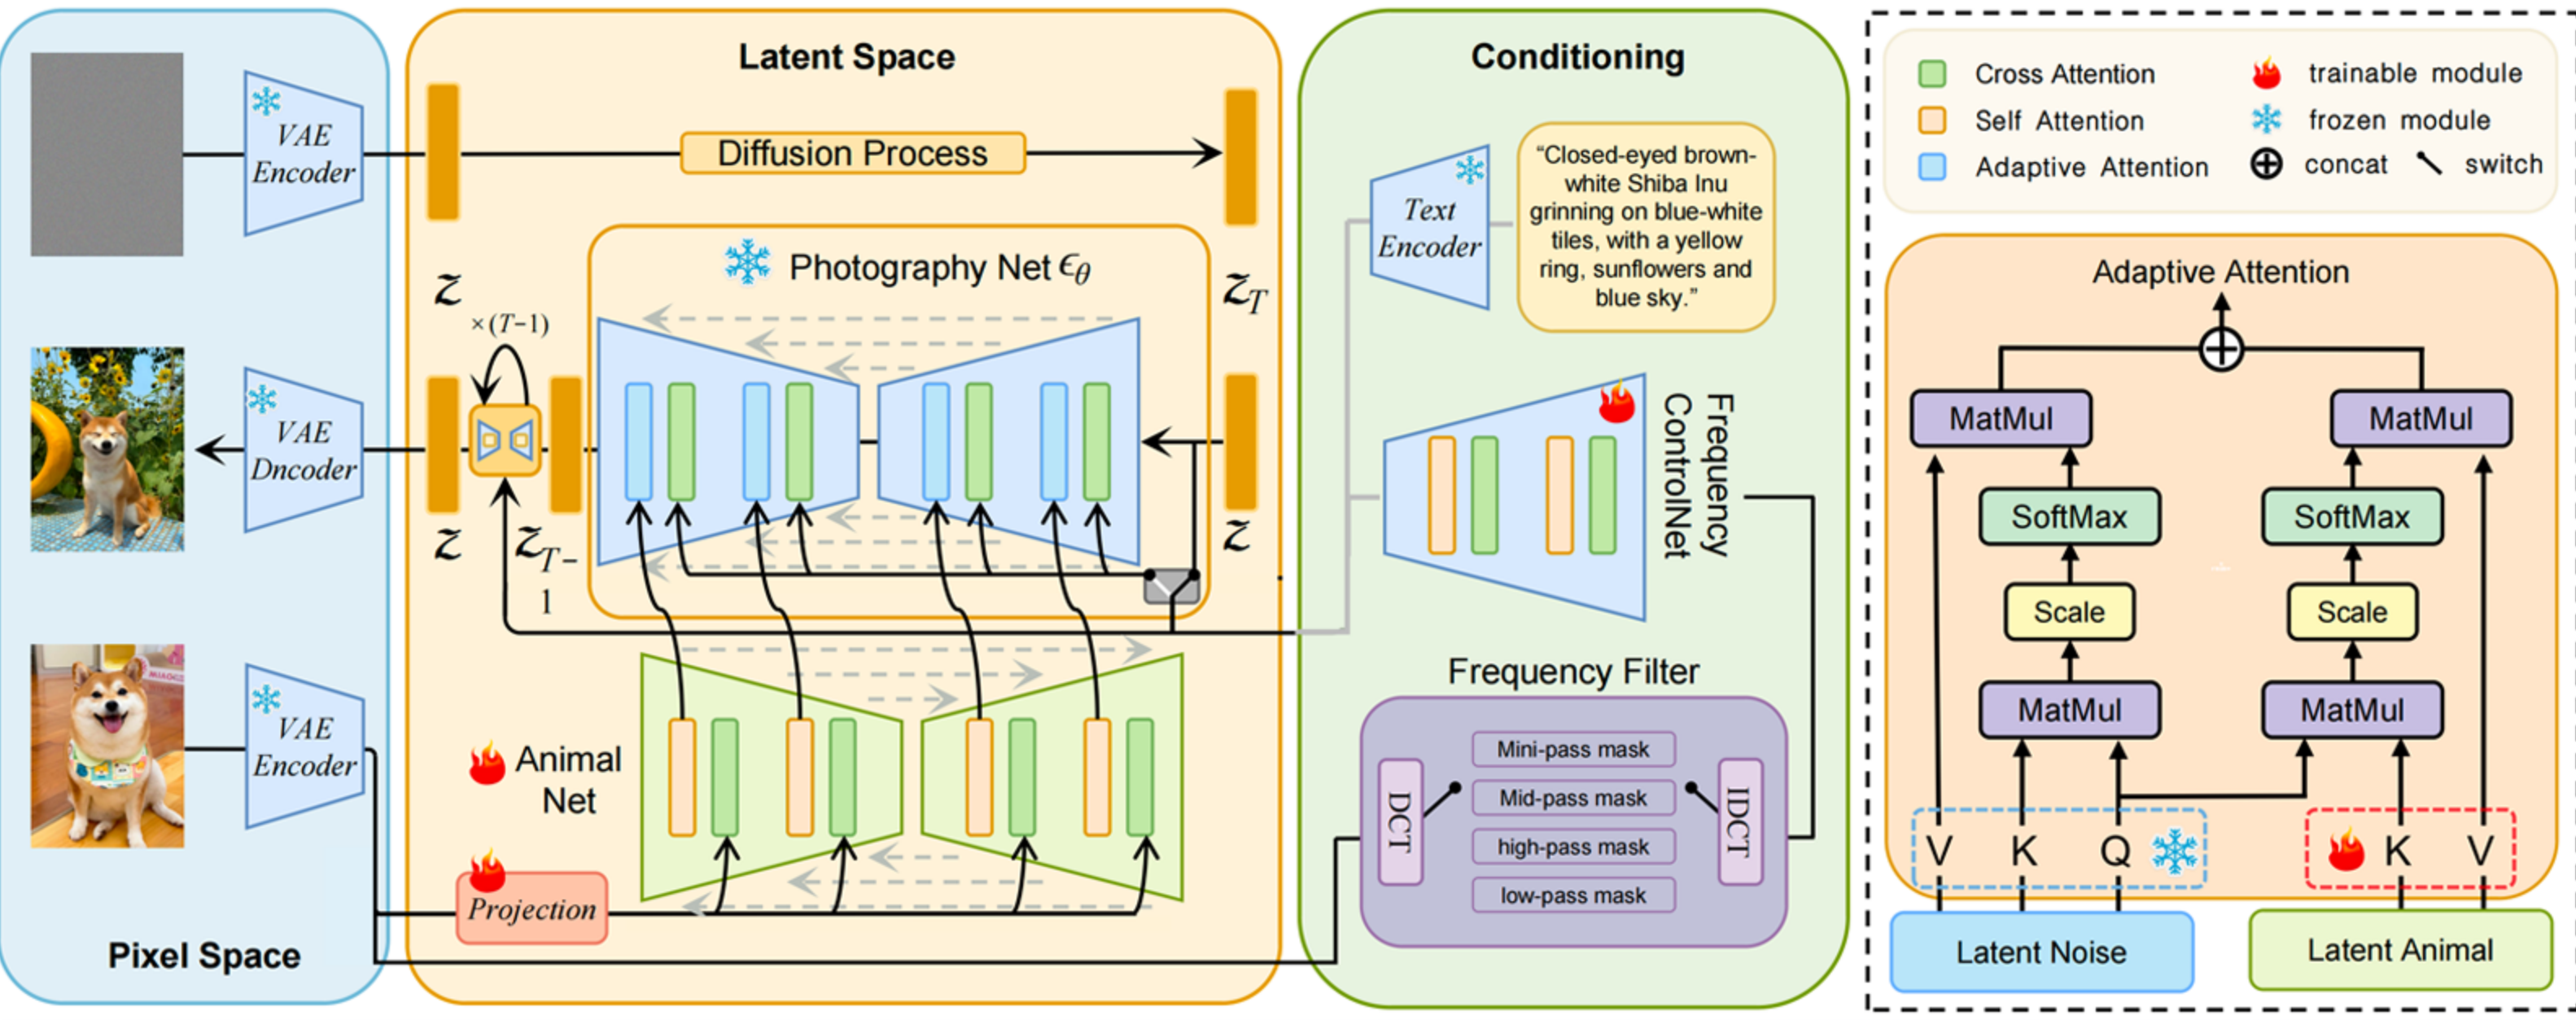 VAE
Encoder
VAE
Dncoder
VAE
Encoder
Pixel Space
Latent Space
Diffusion Process
z
z_T
Photography Net ϵ_θ
×(T−1)
z
z_{T−
1
z
Animal
Net
Projection
Conditioning
Text
Encoder
“Closed-eyed brown-
white Shiba Inu
grinning on blue-white
tiles, with a yellow
ring, sunflowers and
blue sky.”
Frequency
ControlNet
Frequency Filter
DCT
Mini-pass mask
Mid-pass mask
high-pass mask
low-pass mask
IDCT
Cross Attention
Self Attention
Adaptive Attention
trainable module
frozen module
concat
switch
Adaptive Attention
MatMul
MatMul
SoftMax
SoftMax
Scale
Scale
MatMul
MatMul
V K Q
K V
Latent Noise
Latent Animal